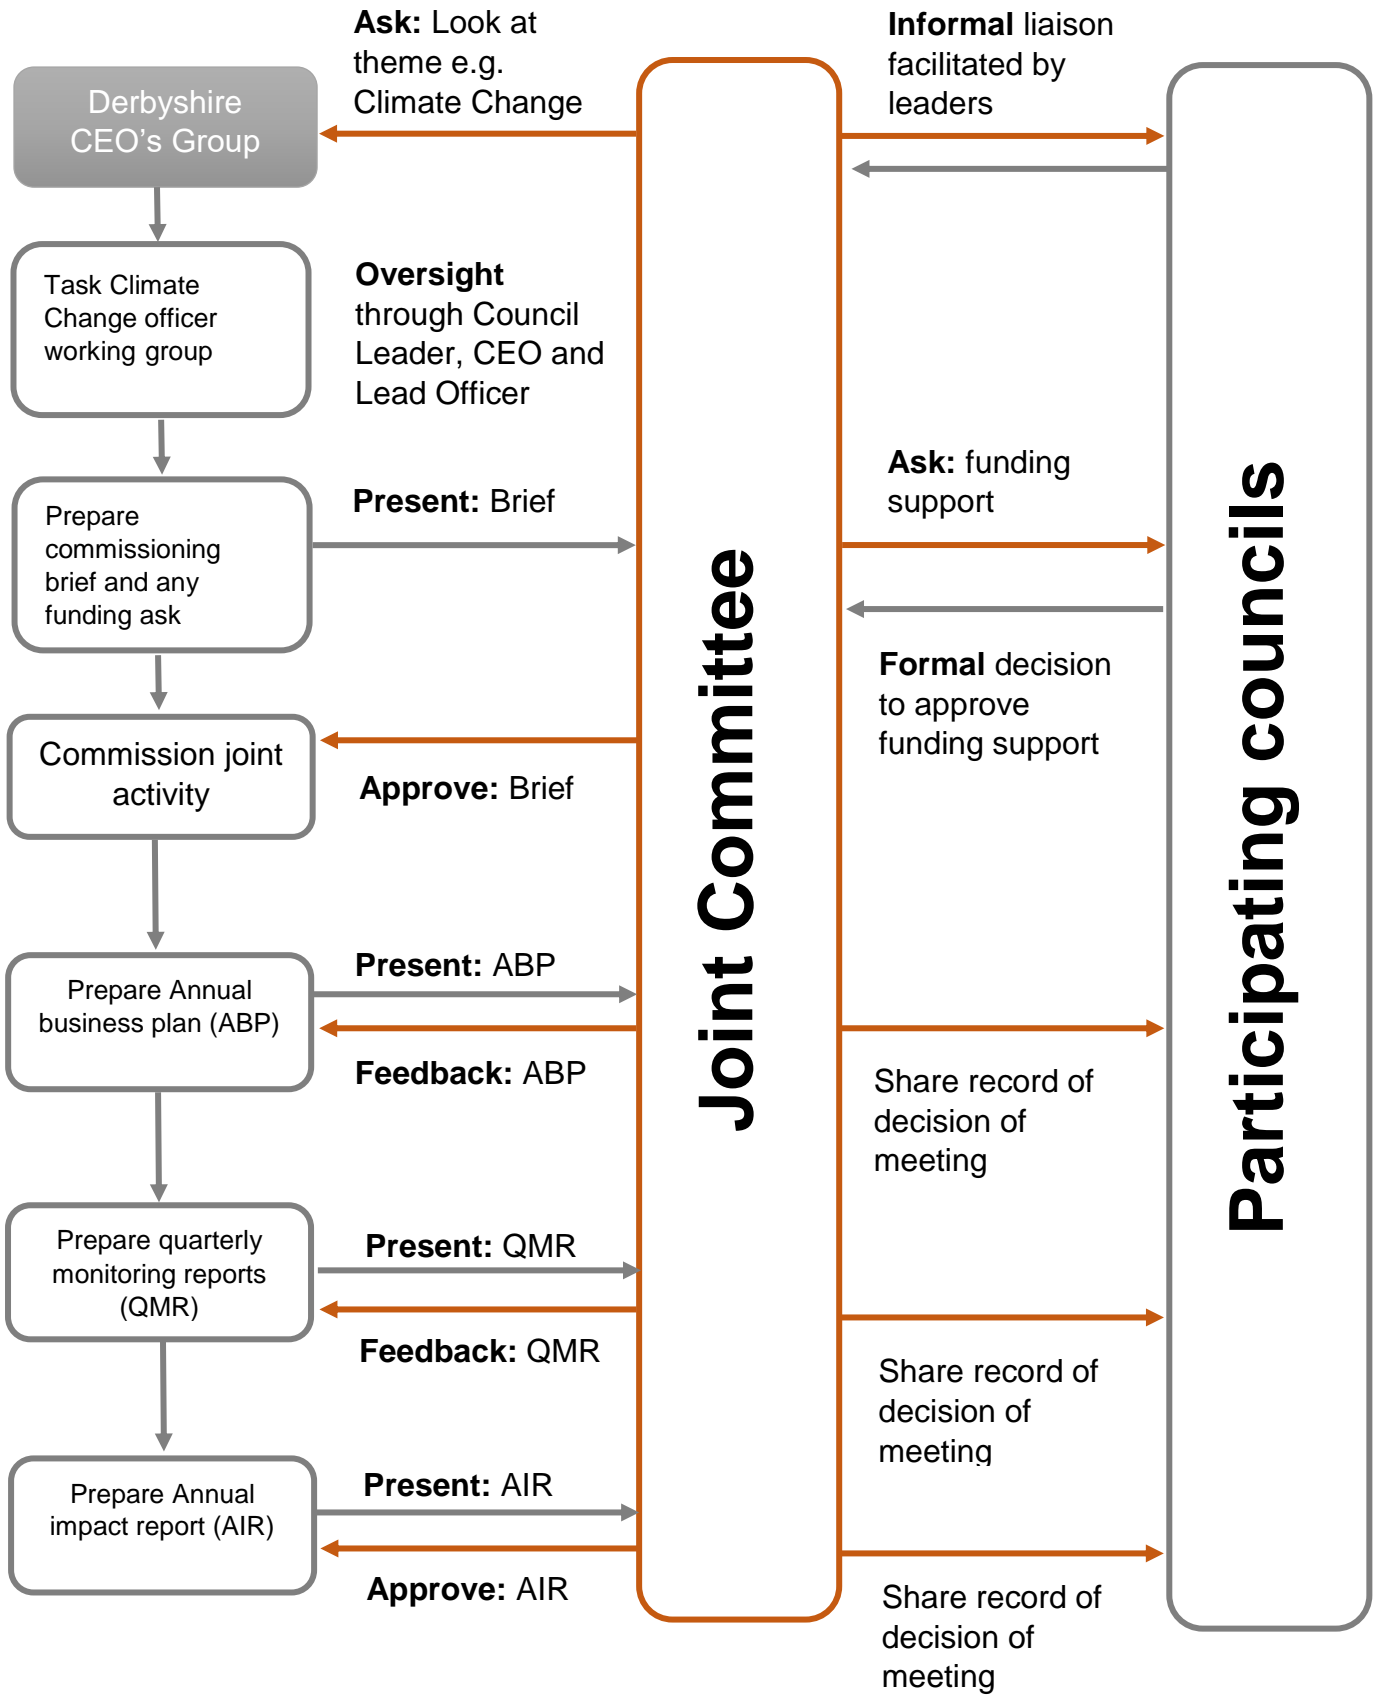 Ask: Look at
theme e.g.
Climate Change
Informal liaison
facilitated by
leaders
Derbyshire
CEO’s Group
Task Climate
Change officer
working group
Oversight
through Council
Leader, CEO and
Lead Officer
Prepare
commissioning
brief and any
funding ask
Present: Brief
Ask: funding
support
Formal decision
to approve
funding support
Commission joint
activity
Approve: Brief
Joint Committee
Participating councils
Prepare Annual
business plan (ABP)
Present: ABP
Feedback: ABP
Share record of
decision of
meeting
Prepare quarterly
monitoring reports
(QMR)
Present: QMR
Feedback: QMR
Share record of
decision of
meeting
Prepare Annual
impact report (AIR)
Present: AIR
Approve: AIR
Share record of
decision of
meeting